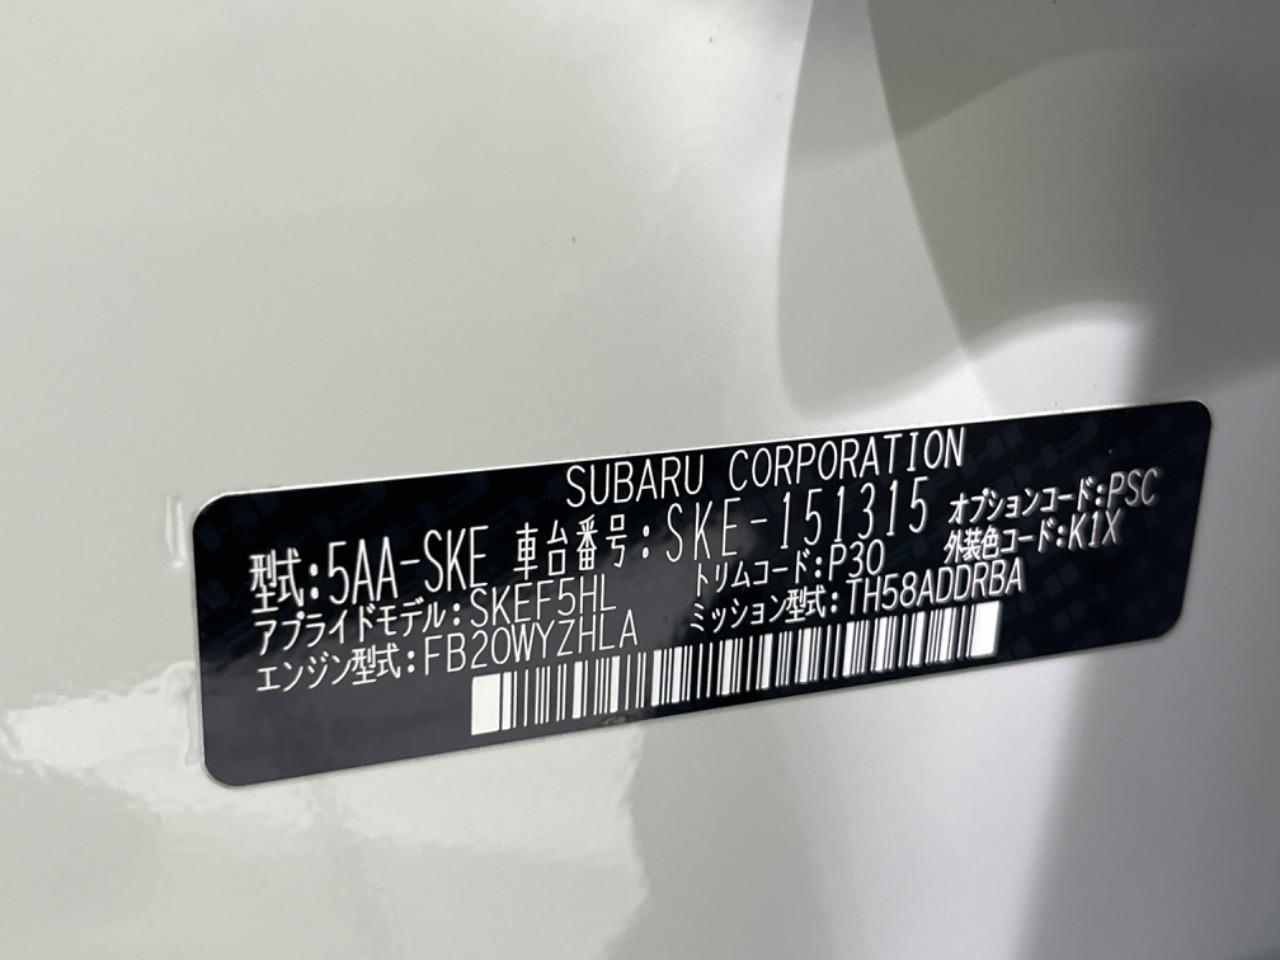 SUBARU CORPORATION
型式:5AA-SKE 車台番号:SKE-151315 オプションコード:PSC
アプライドモデル:SKEF5HL トリムコード:P30 外装色コード:K1X
エンジン型式:FB20WYZHLA ミッション型式:TH58ADDRBA